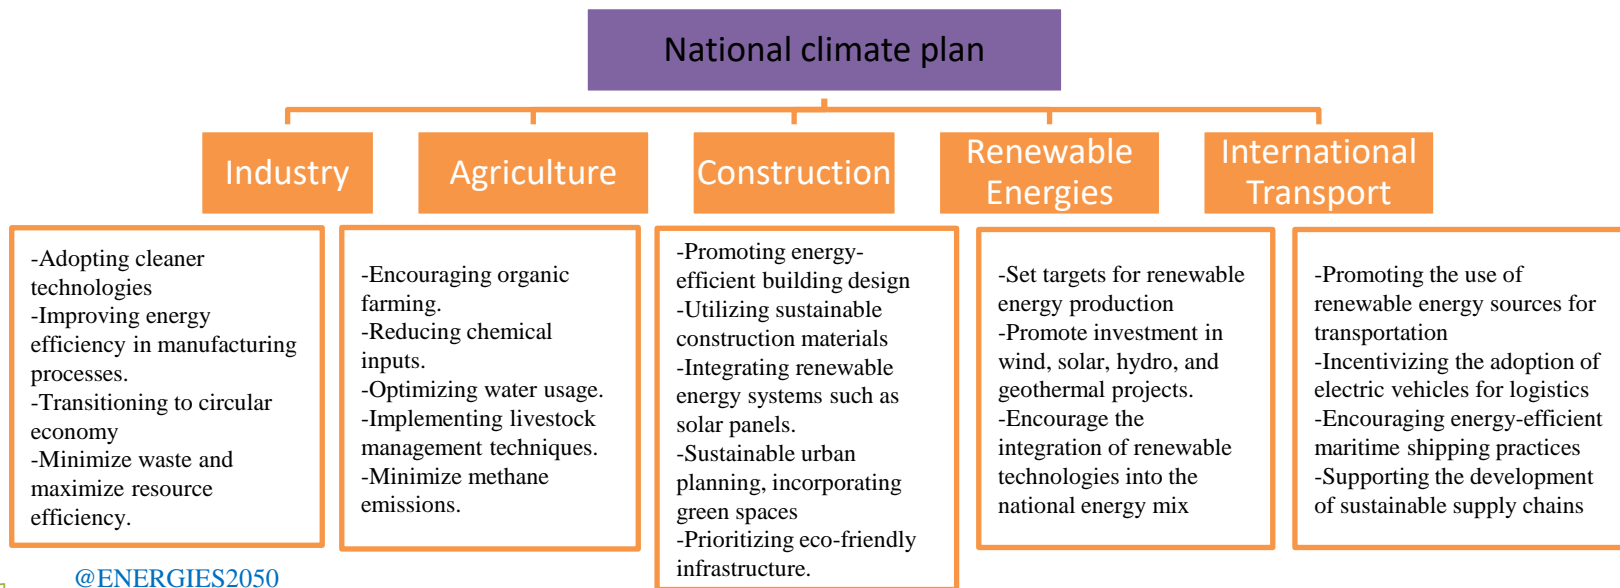 National climate plan
Industry
Agriculture
Construction
Renewable
Energies
International
Transport
-Adopting cleaner
technologies
-Improving energy
efficiency in manufacturing
processes.
-Transitioning to circular
economy
-Minimize waste and
maximize resource
efficiency.
-Encouraging organic
farming.
-Reducing chemical
inputs.
-Optimizing water usage.
-Implementing livestock
management techniques.
-Minimize methane
emissions.
-Promoting energy-
efficient building design
-Utilizing sustainable
construction materials
-Integrating renewable
energy systems such as
solar panels.
-Sustainable urban
planning, incorporating
green spaces
-Prioritizing eco-friendly
infrastructure.
-Set targets for renewable
energy production
-Promote investment in
wind, solar, hydro, and
geothermal projects.
-Encourage the
integration of renewable
technologies into the
national energy mix
-Promoting the use of
renewable energy sources for
transportation
-Incentivizing the adoption of
electric vehicles for logistics
-Encouraging energy-efficient
maritime shipping practices
-Supporting the development
of sustainable supply chains
@ENERGIES2050